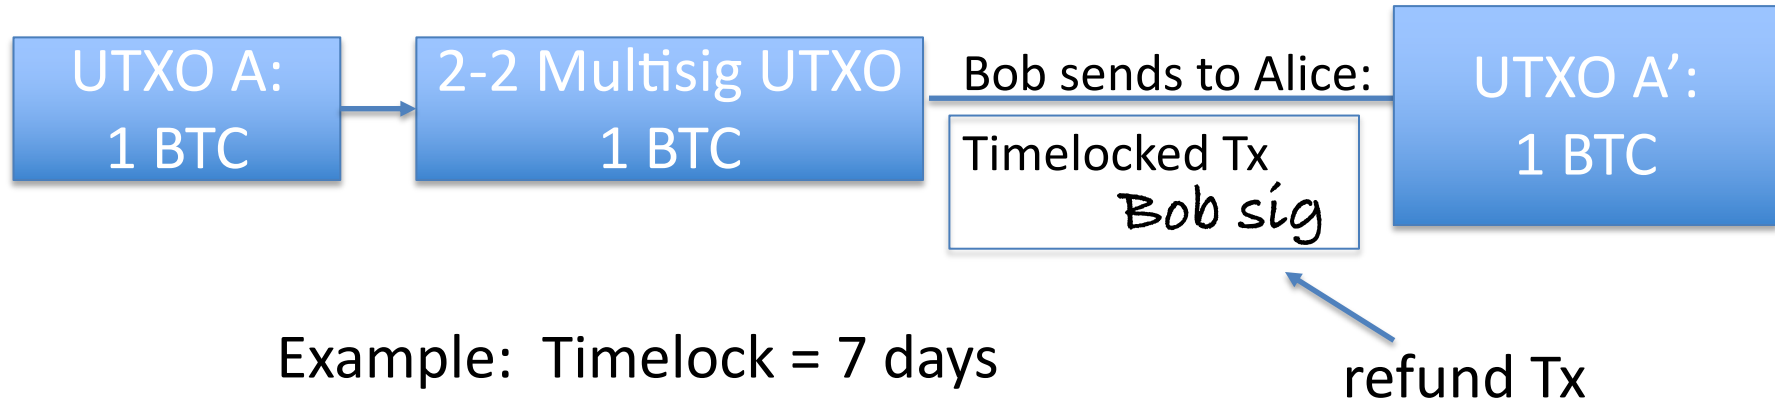 UTXO A:
1 BTC
2-2 Multisig UTXO
1 BTC
Bob sends to Alice:
Timelocked Tx
Bob sig
UTXO A’:
1 BTC
Example: Timelock = 7 days
refund Tx